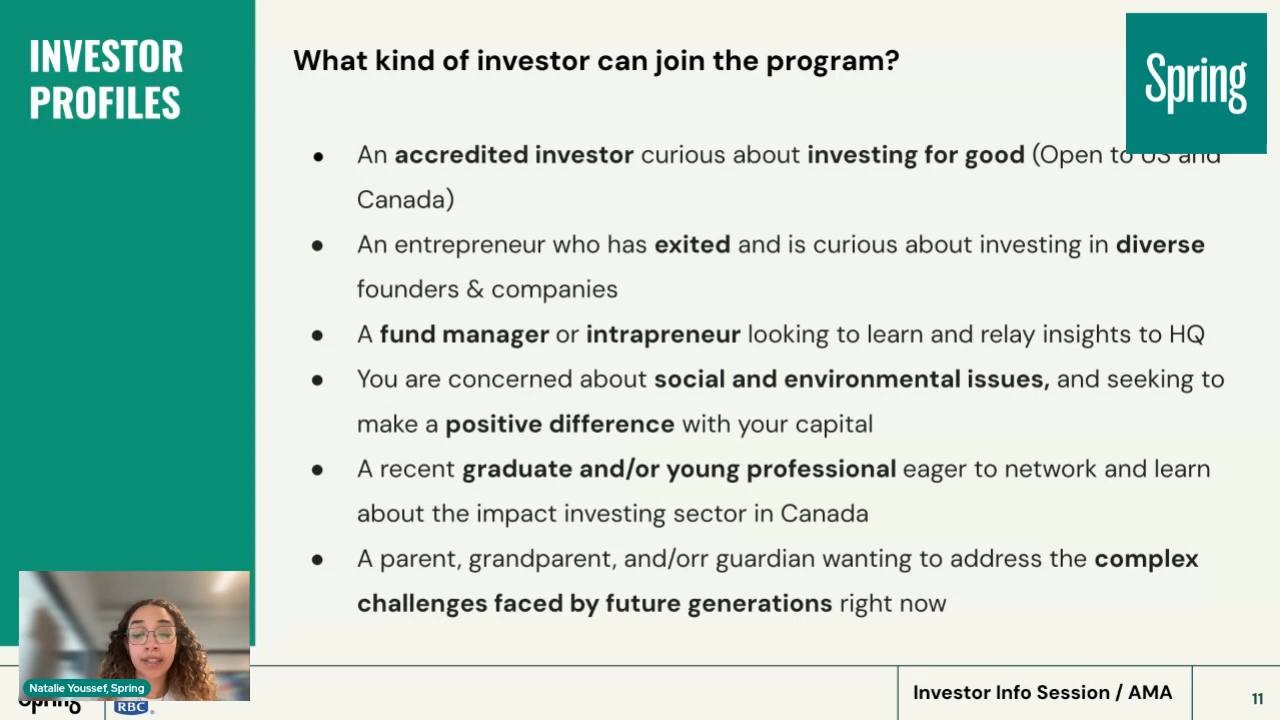 INVESTOR
PROFILES
What kind of investor can join the program?
Spring
● An accredited investor curious about investing for good (Open to US and
Canada)
● An entrepreneur who has exited and is curious about investing in diverse
founders & companies
● A fund manager or intrapreneur looking to learn and relay insights to HQ
● You are concerned about social and environmental issues, and seeking to
make a positive difference with your capital
● A recent graduate and/or young professional eager to network and learn
about the impact investing sector in Canada
● A parent, grandparent, and/orr guardian wanting to address the complex
challenges faced by future generations right now
Natalie Youssef, Spring
Spring
RBC
Investor Info Session / AMA
11